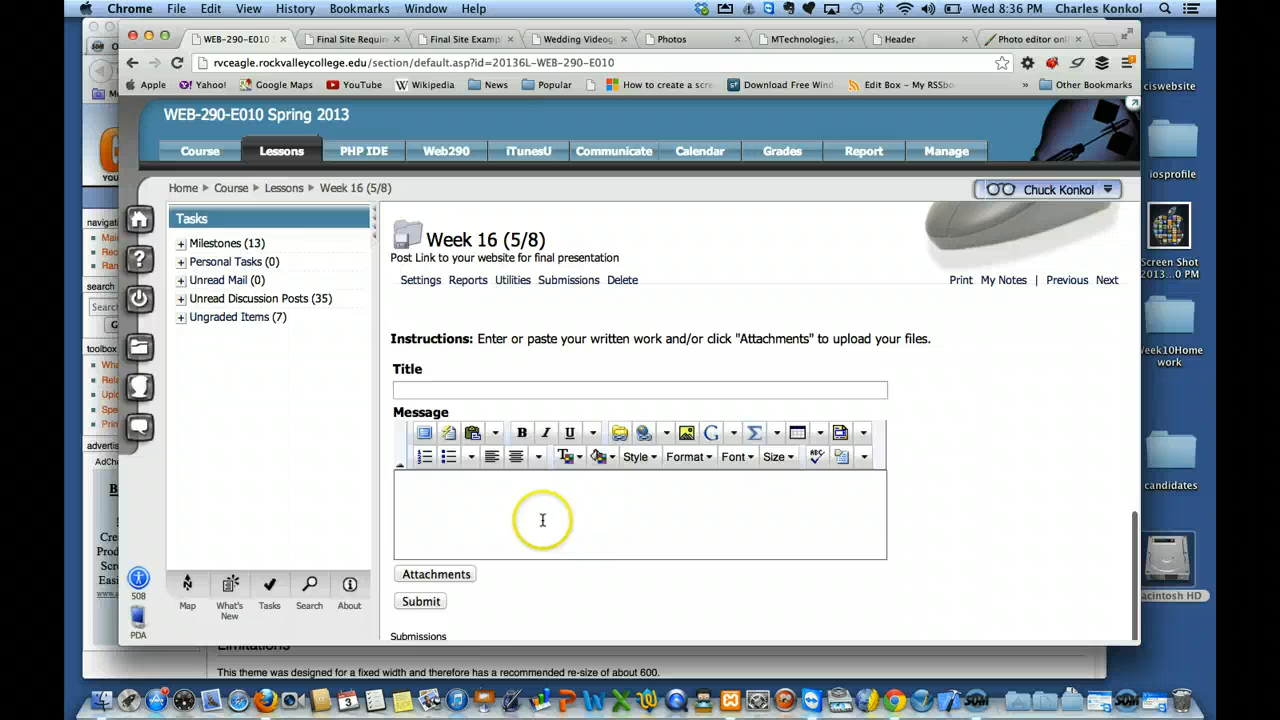 Chrome File Edit View History Bookmarks Window Help Wed 8:36 PM Charles Konkol
WEB-290-E010 Final Site Requir Final Site Examp Wedding Videog Photos MTechnologies, Header Photo editor onl
rvceagle.rockvalleycollege.edu/section/default.asp?id=20136L-WEB-290-E010
Apple Yahoo! Google Maps YouTube Wikipedia News Popular How to create a scre Download Free Wind Edit Box - My RSSbo » Other Bookmarks
WEB-290-E010 Spring 2013
Course Lessons PHP IDE Web290 iTunesU Communicate Calendar Grades Report Manage
Home Course Lessons Week 16 (5/8)
Chuck Konkol
Tasks
Milestones (13)
Personal Tasks (0)
Unread Mail (0)
Unread Discussion Posts (35)
Ungraded Items (7)
Map What's New Tasks Search About
508
PDA
Week 16 (5/8)
Post Link to your website for final presentation
Settings Reports Utilities Submissions Delete
Print My Notes | Previous Next
Instructions: Enter or paste your written work and/or click "Attachments" to upload your files.
Title
Message
B I U
Style Format Font Size
Attachments
Submit
Submissions
navigati
search
Searc
toolbox
adverti
AdCha
Limitations
This theme was designed for a fixed width and therefore has a recommended re-size of about 600.
ciswebsite
iosprofile
Screen Shot
2013...0 PM
Week10Home
work
candidates
acintosh HD